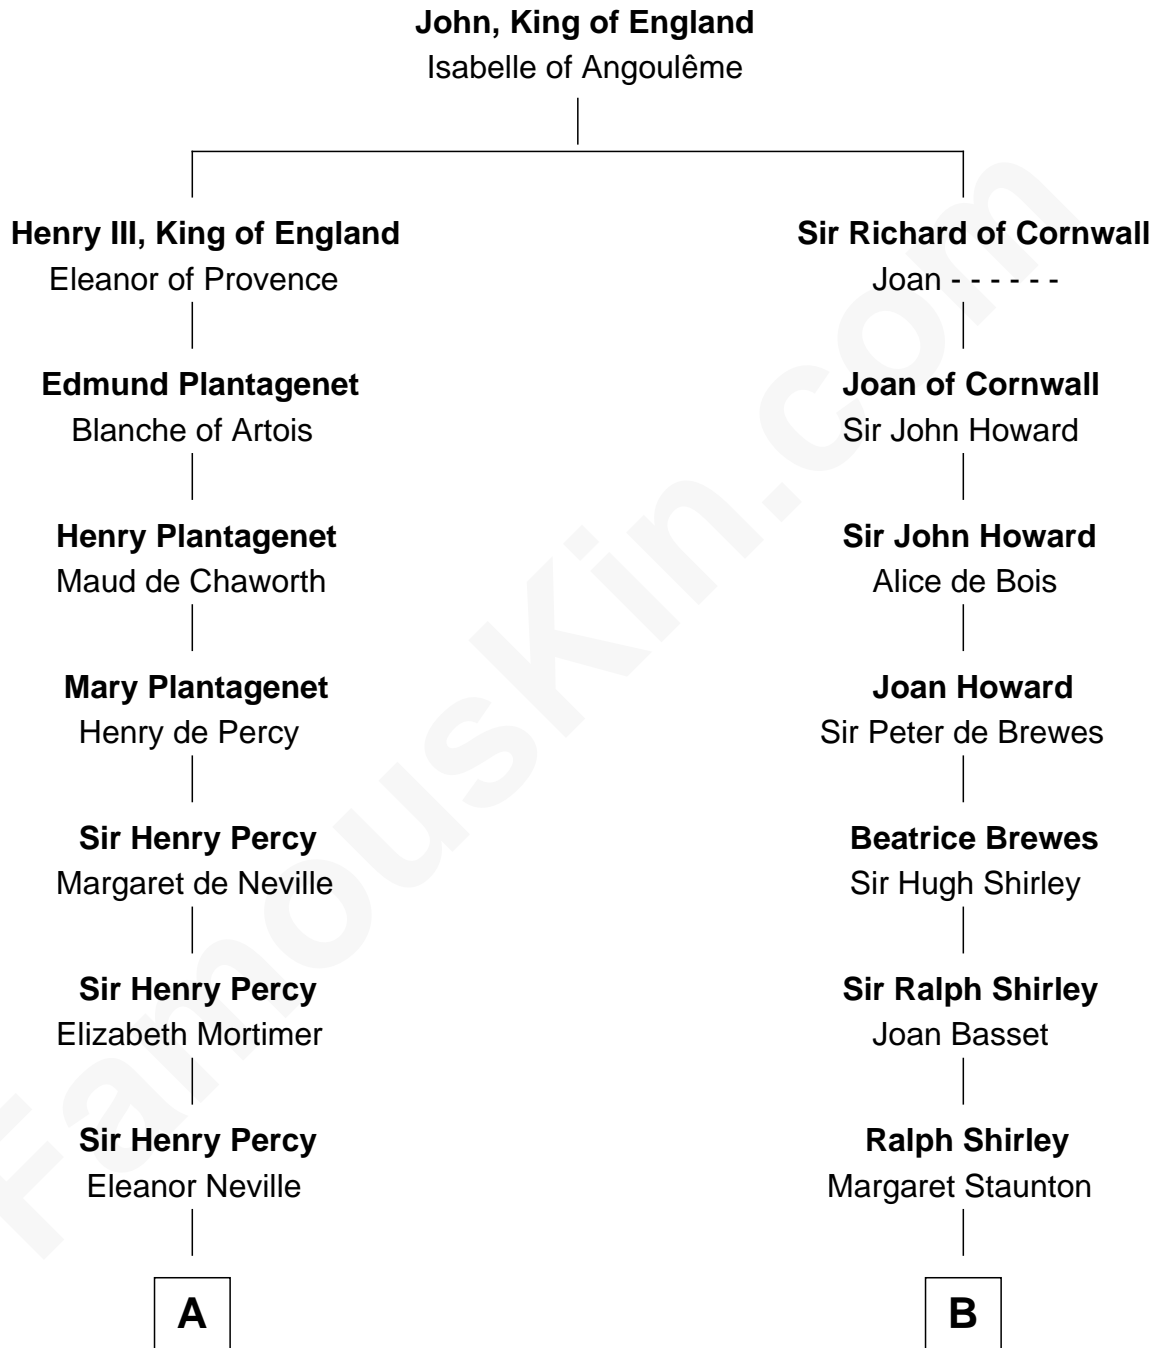 John, King of England
Isabelle of Angoulême
Henry III, King of England
Eleanor of Provence
Edmund Plantagenet
Blanche of Artois
Henry Plantagenet
Maud de Chaworth
Mary Plantagenet
Henry de Percy
Sir Henry Percy
Margaret de Neville
Sir Henry Percy
Elizabeth Mortimer
Sir Henry Percy
Eleanor Neville
A
Sir Richard of Cornwall
Joan - - - - - -
Joan of Cornwall
Sir John Howard
Sir John Howard
Alice de Bois
Joan Howard
Sir Peter de Brewes
Beatrice Brewes
Sir Hugh Shirley
Sir Ralph Shirley
Joan Basset
Ralph Shirley
Margaret Staunton
B
FamousKin.com